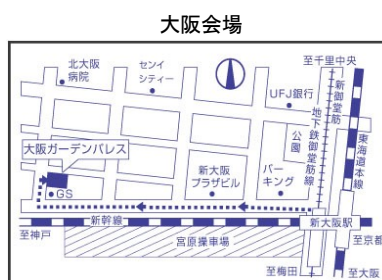 大阪会場
至千里中央
北大阪
病院
センイ
シティー
UFJ銀行
新御堂筋
地下鉄御堂筋線
東海道本線
公園
大阪ガーデンパレス
新大阪
プラザビル
パー
キング
GS
新幹線
新大阪駅
至神戸
宮原操車場
至京都
至梅田
至大阪